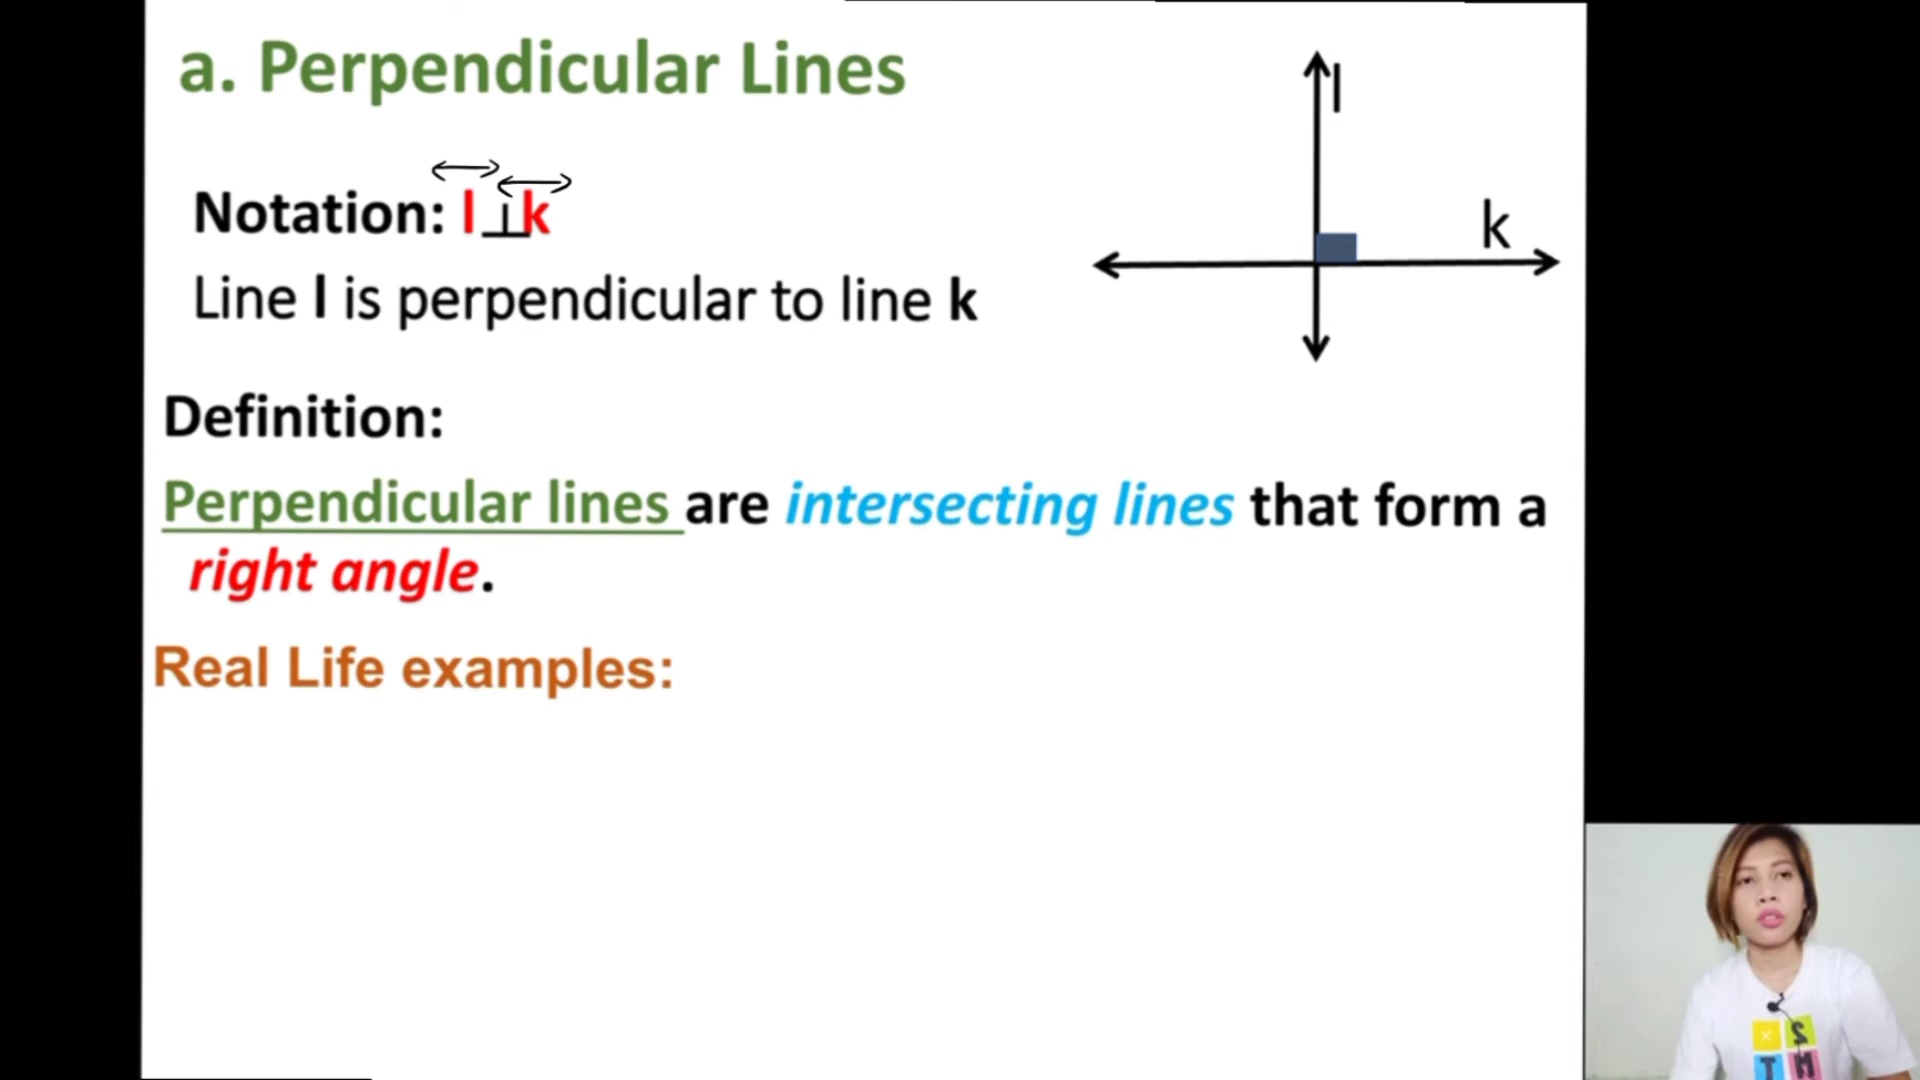 a. Perpendicular Lines
l
Notation: l⊥k
k
Line l is perpendicular to line k
Definition:
Perpendicular lines are intersecting lines that form a
right angle.
Real Life examples:
× S
T M